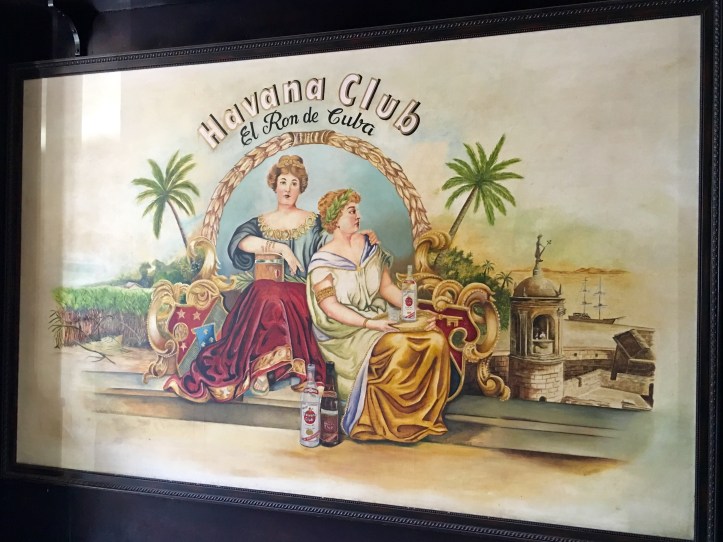 Havana Club
El Ron de Cuba